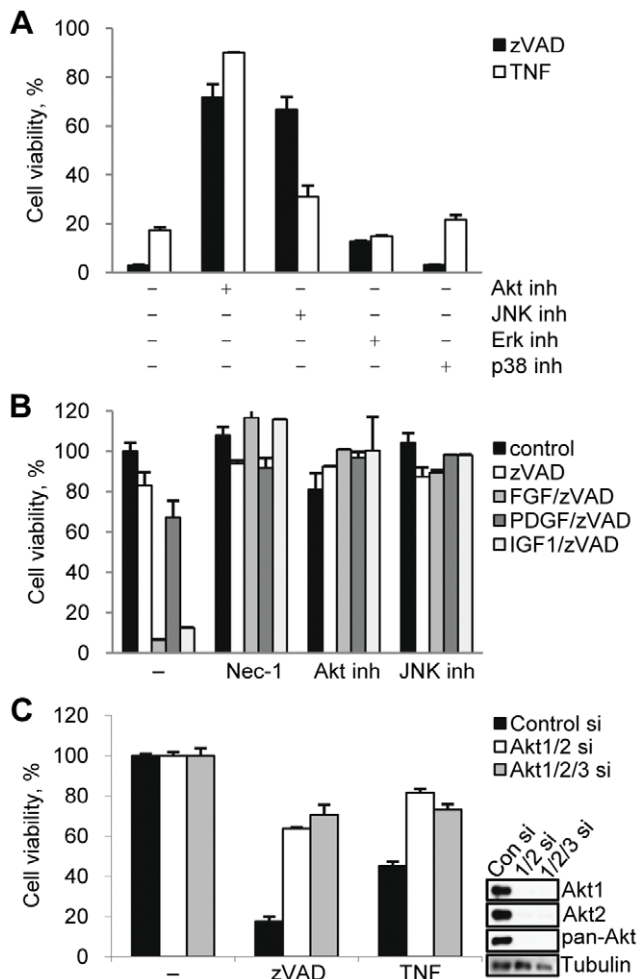 A
Cell viability, %
100
80
60
40
20
0
zVAD
TNF
– + – – – Akt inh
– – + – – JNK inh
– – – + – Erk inh
– – – – + p38 inh
B
Cell viability, %
120
100
80
60
40
20
0
control
zVAD
FGF/zVAD
PDGF/zVAD
IGF1/zVAD
– Nec-1 Akt inh JNK inh
C
Cell viability, %
120
100
80
60
40
20
0
Control si
Akt1/2 si
Akt1/2/3 si
– zVAD TNF
Con si
1/2 si
1/2/3 si
Akt1
Akt2
pan-Akt
Tubulin